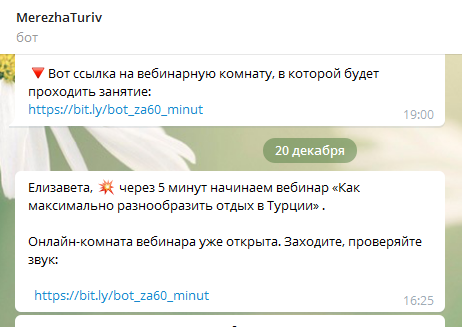 MerezhaTuriv
бот
🔻Вот ссылка на вебинарную комнату, в которой будет
проходить занятие:
https://bit.ly/bot_za60_minut
19:00
20 декабря
Елизавета, 💥 через 5 минут начинаем вебинар «Как
максимально разнообразить отдых в Турции» .
Онлайн-комната вебинара уже открыта. Заходите, проверяйте
звук:
https://bit.ly/bot_za60_minut
16:25